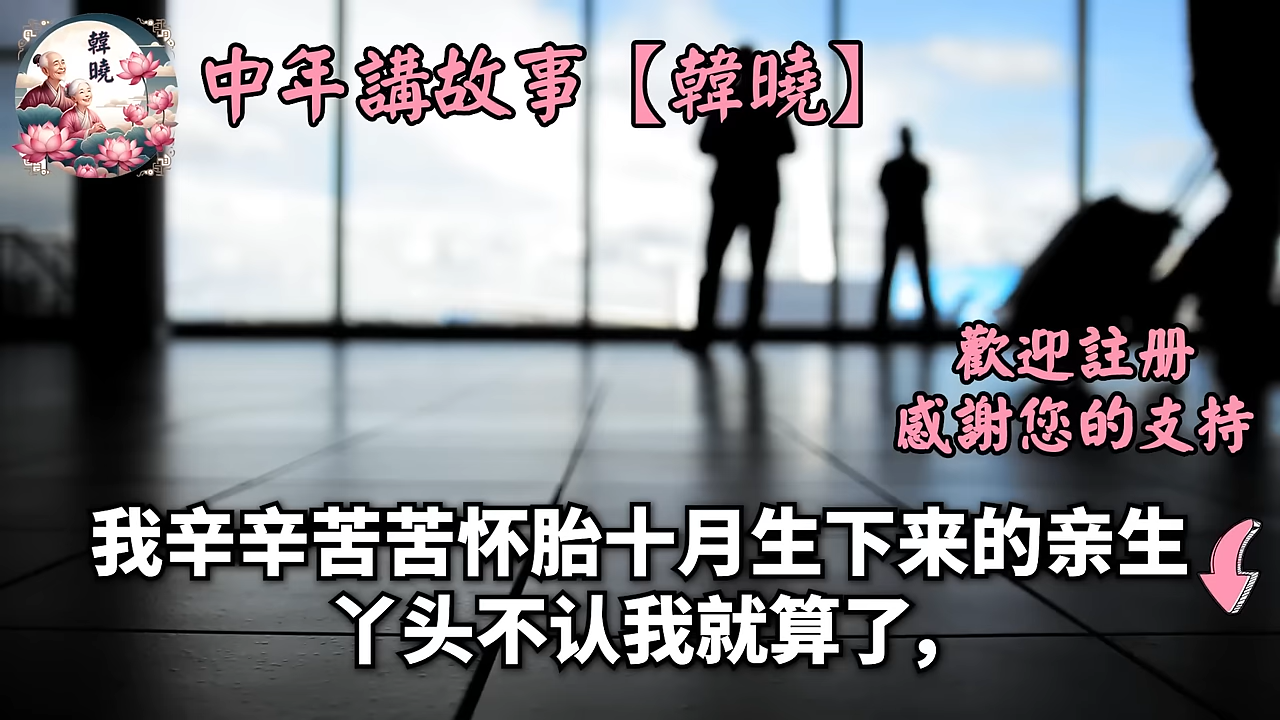 韓
曉
中年講故事【韓曉】
歡迎註册
感謝您的支持
我辛辛苦苦怀胎十月生下来的亲生
丫头不认我就算了，